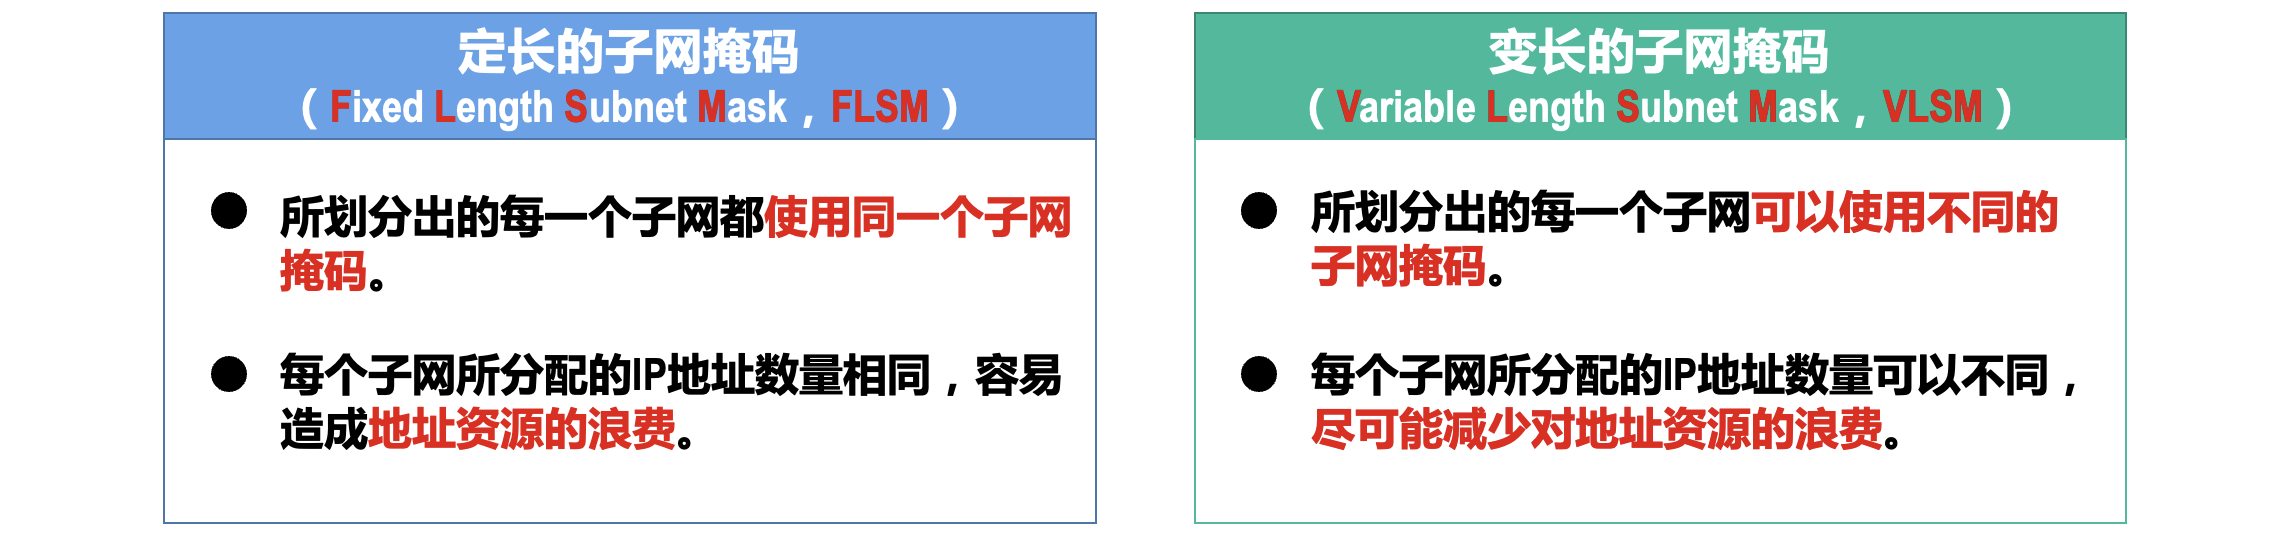 定长的子网掩码
（Fixed Length Subnet Mask，FLSM）
● 所划分出的每一个子网都使用同一个子网
掩码。
● 每个子网所分配的IP地址数量相同，容易
造成地址资源的浪费。
变长的子网掩码
（Variable Length Subnet Mask，VLSM）
● 所划分出的每一个子网可以使用不同的
子网掩码。
● 每个子网所分配的IP地址数量可以不同，
尽可能减少对地址资源的浪费。